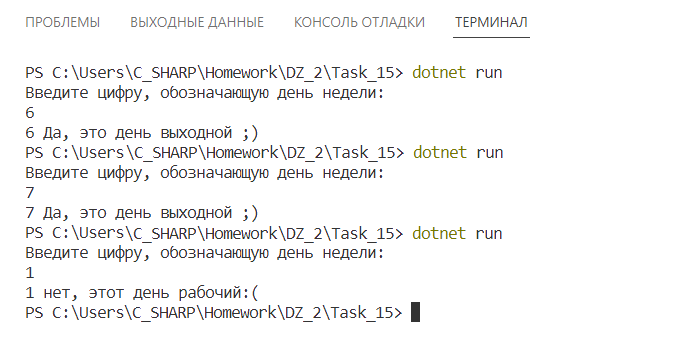 ПРОБЛЕМЫ ВЫХОДНЫЕ ДАННЫЕ КОНСОЛЬ ОТЛАДКИ ТЕРМИНАЛ
PS C:\Users\C_SHARP\Homework\DZ_2\Task_15> dotnet run
Введите цифру, обозначающую день недели:
6
6 Да, это день выходной ;)
PS C:\Users\C_SHARP\Homework\DZ_2\Task_15> dotnet run
Введите цифру, обозначающую день недели:
7
7 Да, это день выходной ;)
PS C:\Users\C_SHARP\Homework\DZ_2\Task_15> dotnet run
Введите цифру, обозначающую день недели:
1
1 нет, этот день рабочий:(
PS C:\Users\C_SHARP\Homework\DZ_2\Task_15>